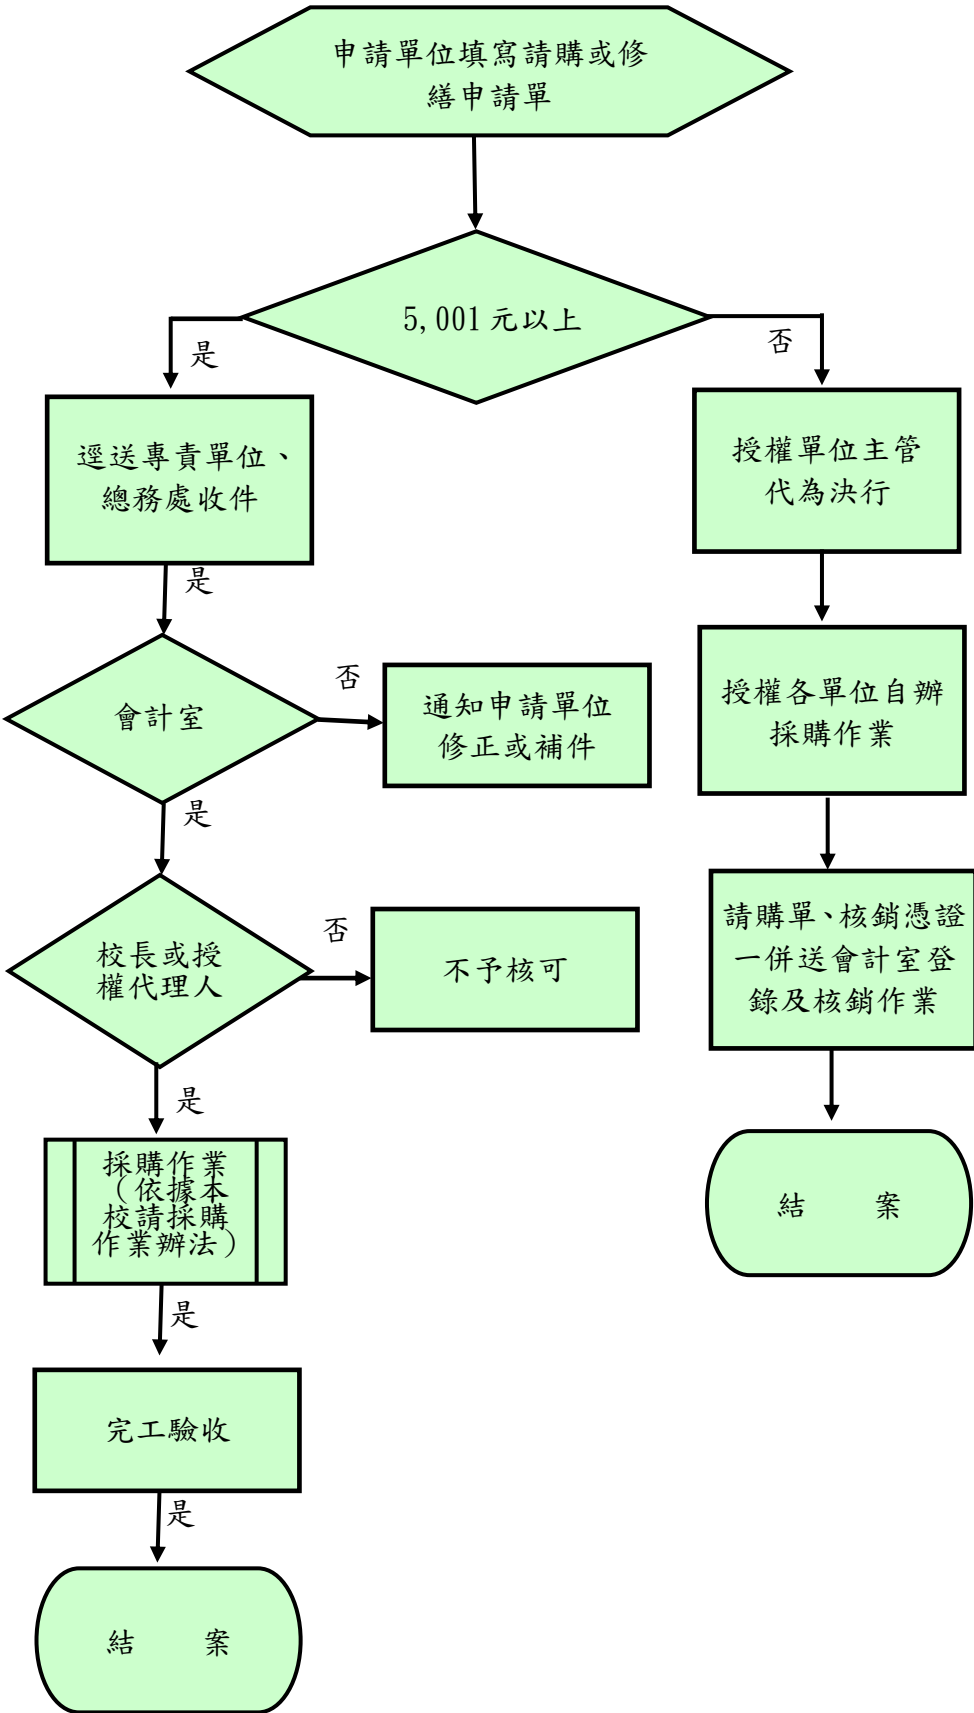 申請單位填寫請購或修
繕申請單
5,001元以上
是
否
逕送專責單位、
總務處收件
授權單位主管
代為決行
是
會計室
否
通知申請單位
修正或補件
授權各單位自辦
採購作業
是
校長或授
權代理人
否
不予核可
請購單、核銷憑證
一併送會計室登
錄及核銷作業
是
採購作業
（依據本
校請採購
作業辦法）
結 案
是
完工驗收
是
結 案